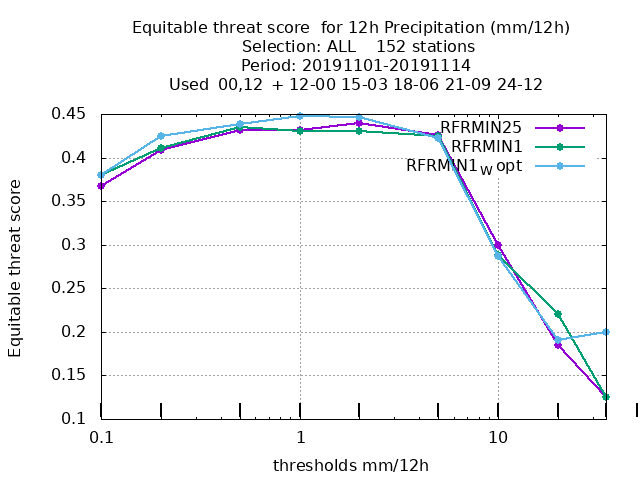 Equitable threat score  for 12h Precipitation (mm/12h)
Selection: ALL    152 stations
Period: 20191101-20191114
Used  00,12  + 12-00 15-03 18-06 21-09 24-12
RFRMIN25
RFRMIN1
RFRMIN1w opt
0.45
0.4
0.35
0.3
0.25
0.2
0.15
0.1
Equitable threat score
0.1 1 10
thresholds mm/12h